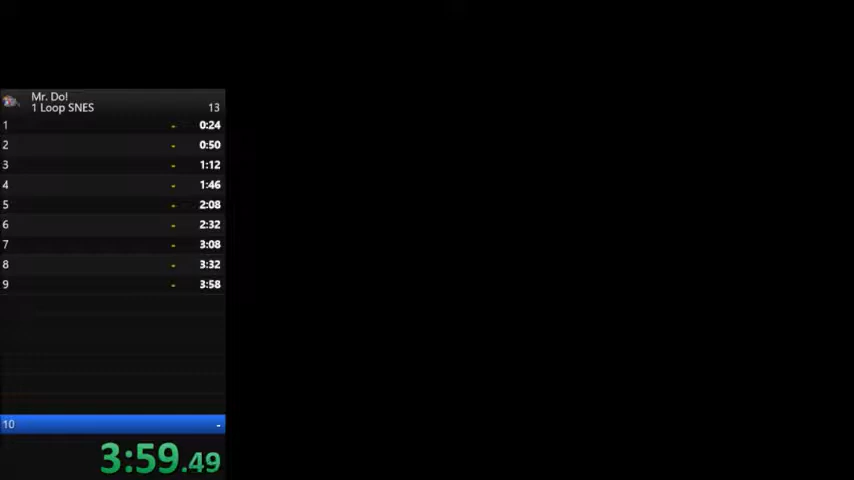 Mr. Do!
1 Loop SNES 13
1 - 0:24
2 - 0:50
3 - 1:12
4 - 1:46
5 - 2:08
6 - 2:32
7 - 3:08
8 - 3:32
9 - 3:58
10 -
3:59.49